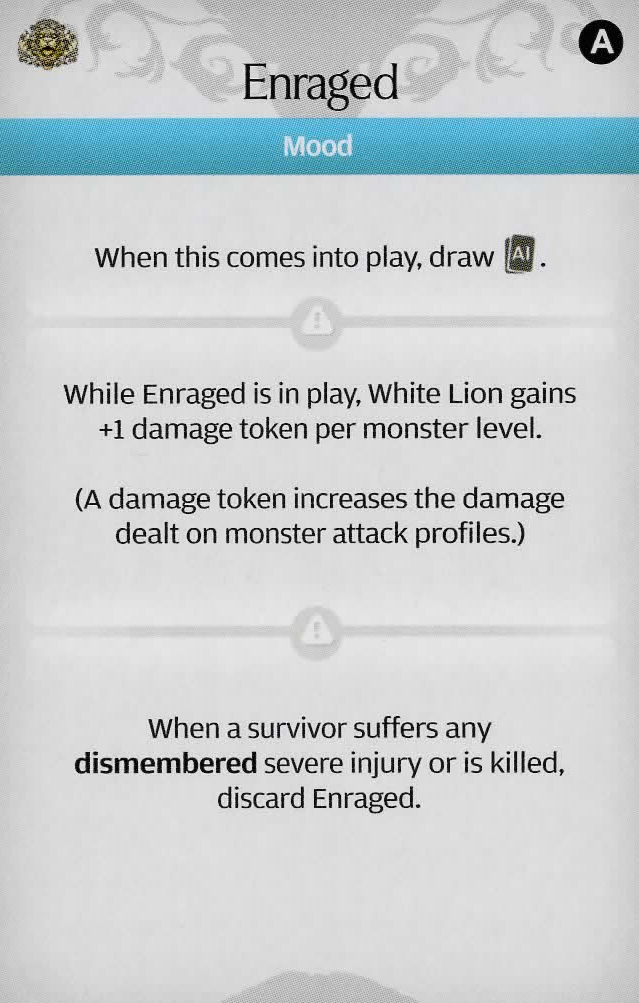 A
Enraged
Mood
When this comes into play, draw AI.
While Enraged is in play, White Lion gains
+1 damage token per monster level.
(A damage token increases the damage
dealt on monster attack profiles.)
When a survivor suffers any
dismembered severe injury or is killed,
discard Enraged.